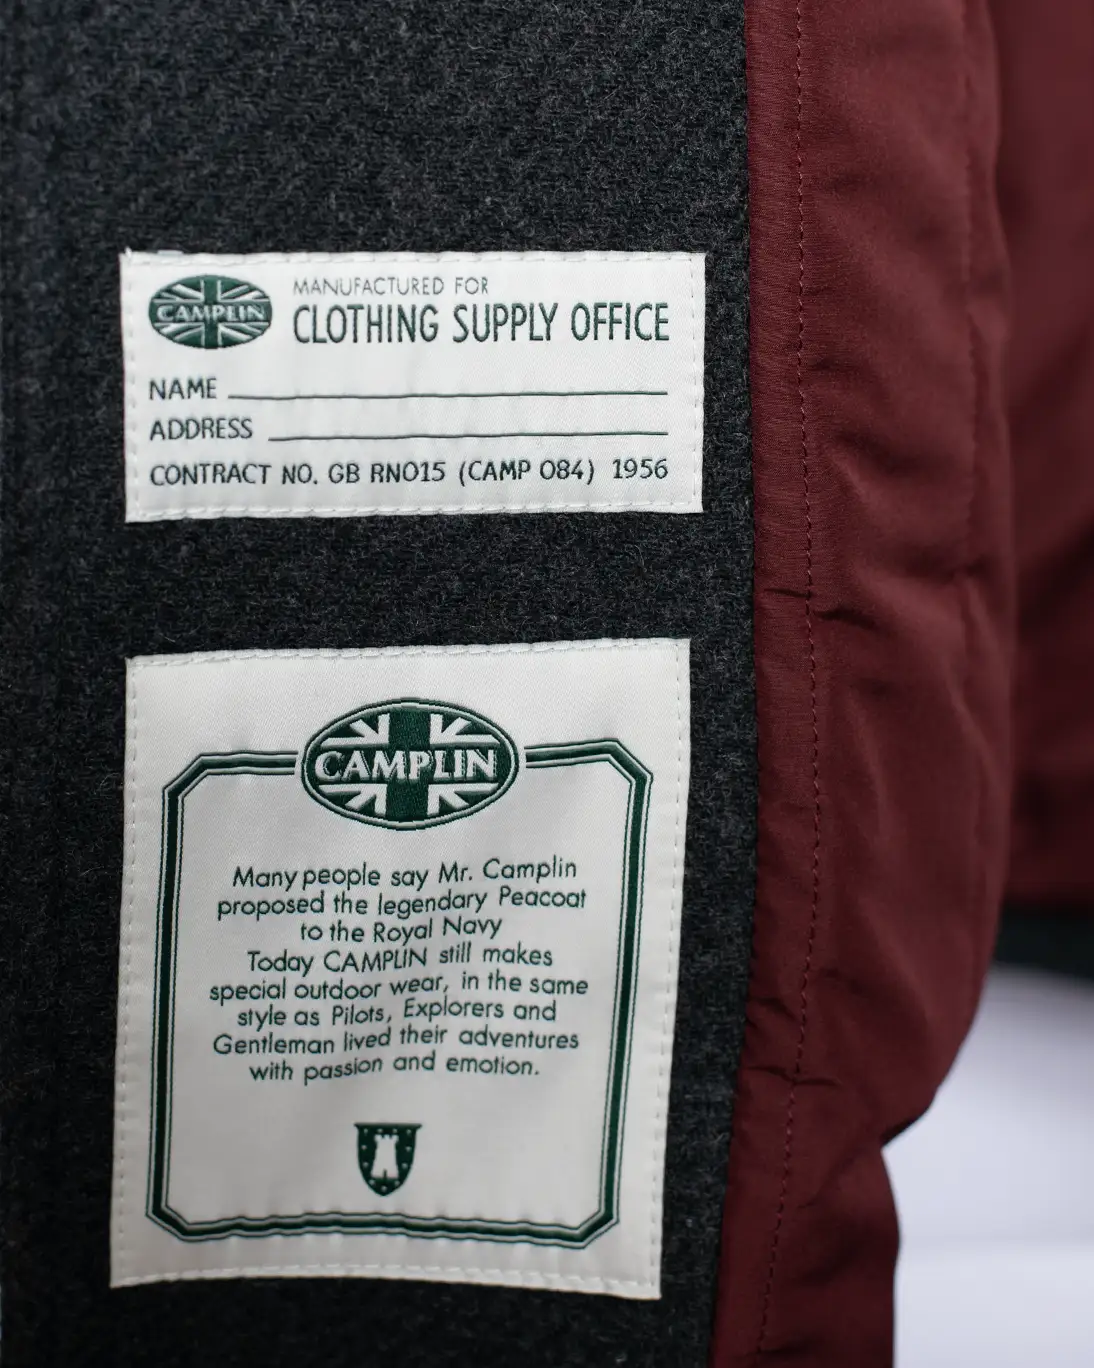 CAMPLIN
MANUFACTURED FOR
CLOTHING SUPPLY OFFICE
NAME
ADDRESS
CONTRACT NO. GB RN015 (CAMP 084) 1956
CAMPLIN
Many people say Mr. Camplin
proposed the legendary Peacoat
to the Royal Navy
Today CAMPLIN still makes
special outdoor wear, in the same
style as Pilots, Explorers and
Gentleman lived their adventures
with passion and emotion.